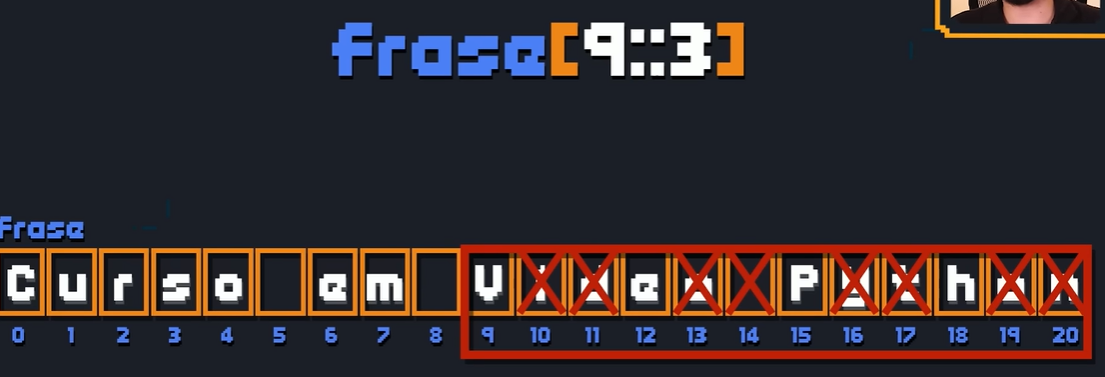 frase[9::3]
Frase
C u r s o e m V i d e o P y t h o n
0 1 2 3 4 5 6 7 8 9 10 11 12 13 14 15 16 17 18 19 20